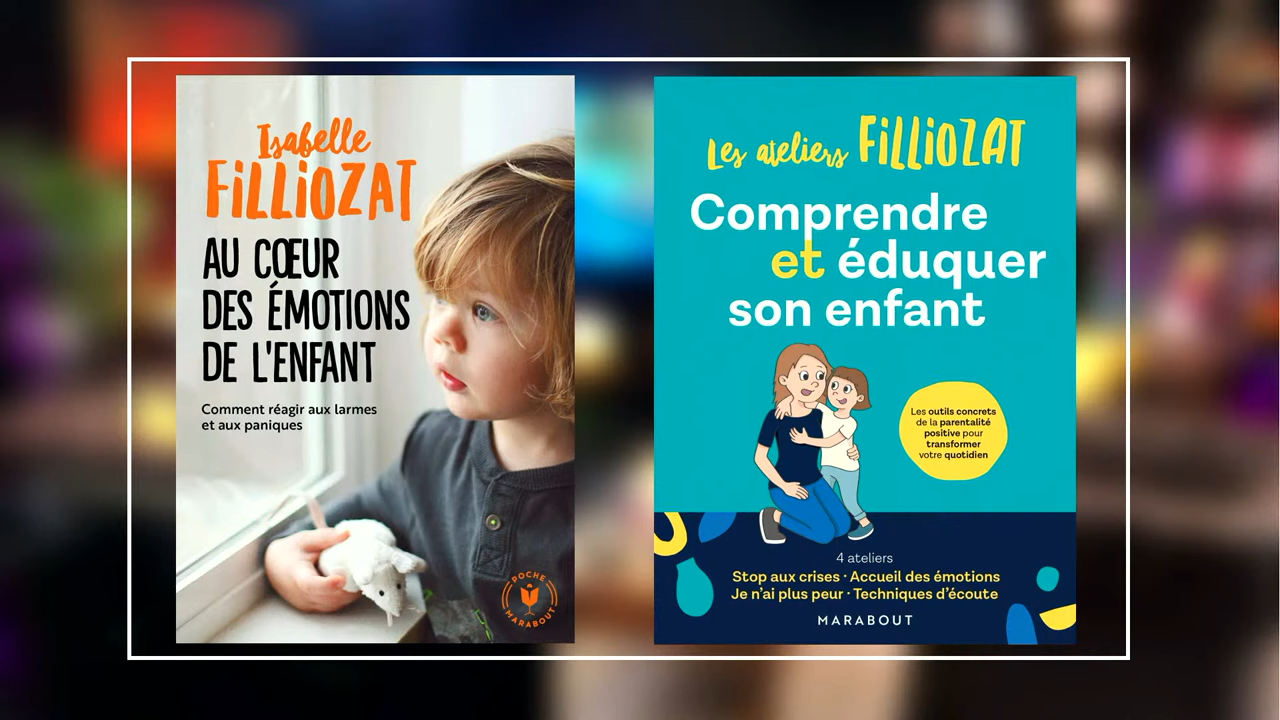 Isabelle
FiLLiOZAT
AU CŒUR
DES ÉMOTIONS
DE L'ENFANT
Comment réagir aux larmes
et aux paniques
POCHE
MARABOUT
Les ateliers FiLLiOZAT
Comprendre
et éduquer
son enfant
Les outils concrets
de la parentalité
positive pour
transformer
votre quotidien
4 ateliers
Stop aux crises · Accueil des émotions
Je n'ai plus peur · Techniques d'écoute
MARABOUT